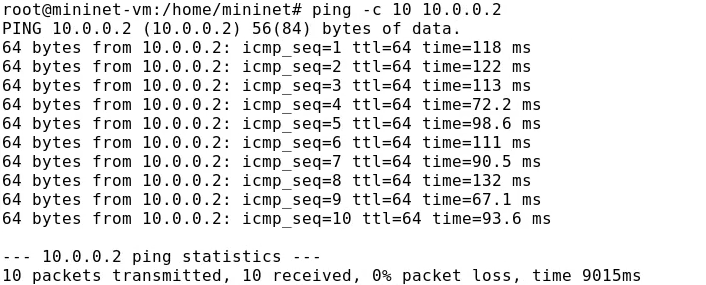 root@mininet-vm:/home/mininet# ping -c 10 10.0.0.2
PING 10.0.0.2 (10.0.0.2) 56(84) bytes of data.
64 bytes from 10.0.0.2: icmp_seq=1 ttl=64 time=118 ms
64 bytes from 10.0.0.2: icmp_seq=2 ttl=64 time=122 ms
64 bytes from 10.0.0.2: icmp_seq=3 ttl=64 time=113 ms
64 bytes from 10.0.0.2: icmp_seq=4 ttl=64 time=72.2 ms
64 bytes from 10.0.0.2: icmp_seq=5 ttl=64 time=98.6 ms
64 bytes from 10.0.0.2: icmp_seq=6 ttl=64 time=111 ms
64 bytes from 10.0.0.2: icmp_seq=7 ttl=64 time=90.5 ms
64 bytes from 10.0.0.2: icmp_seq=8 ttl=64 time=132 ms
64 bytes from 10.0.0.2: icmp_seq=9 ttl=64 time=67.1 ms
64 bytes from 10.0.0.2: icmp_seq=10 ttl=64 time=93.6 ms

--- 10.0.0.2 ping statistics ---
10 packets transmitted, 10 received, 0% packet loss, time 9015ms